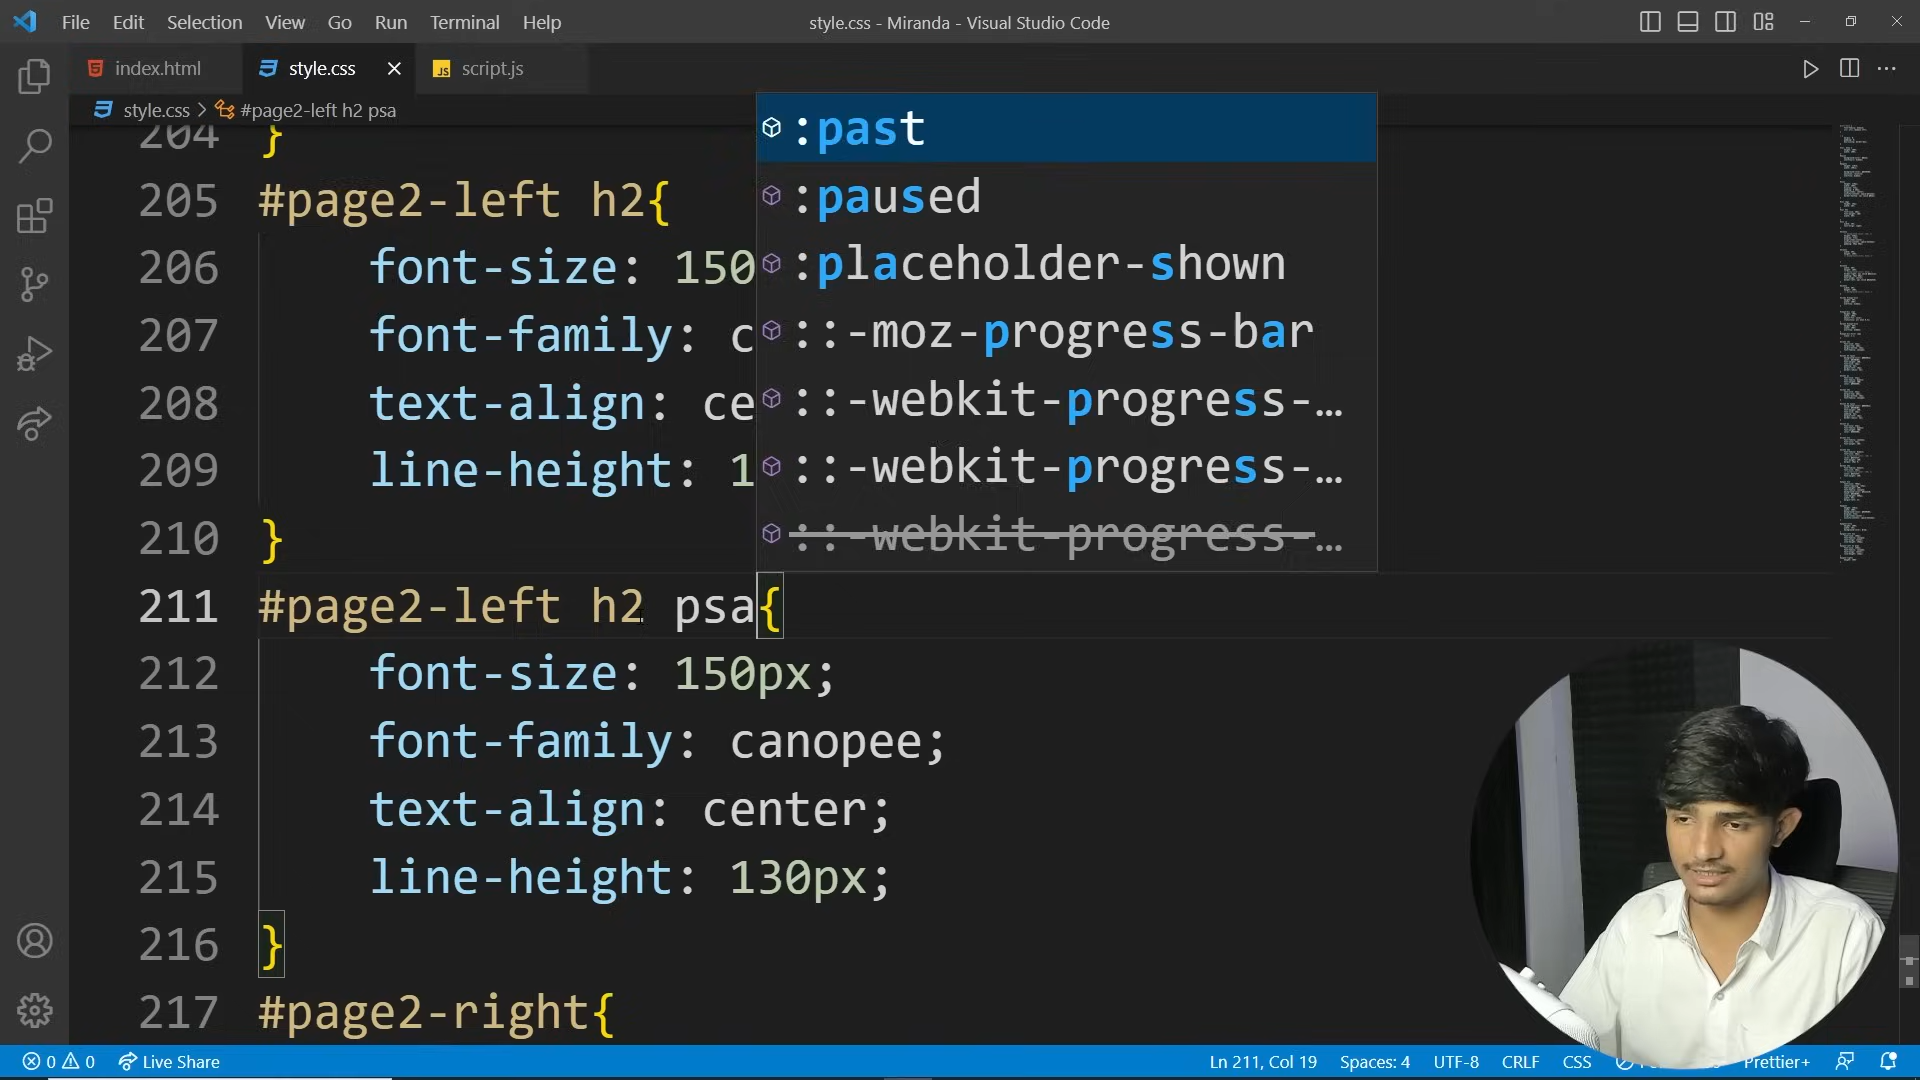 File Edit Selection View Go Run Terminal Help
style.css - Miranda - Visual Studio Code
index.html
style.css
JS script.js
style.css > #page2-left h2 psa
204 }
205 #page2-left h2{
206 font-size: 150
207 font-family: c
208 text-align: ce
209 line-height: 1
210 }
:past
:paused
:placeholder-shown
::-moz-progress-bar
::-webkit-progress-…
::-webkit-progress-…
::-webkit-progress-…
211 #page2-left h2 psa{
212 font-size: 150px;
213 font-family: canopee;
214 text-align: center;
215 line-height: 130px;
216 }
217 #page2-right{
0 0 Live Share
Ln 211, Col 19 Spaces: 4 UTF-8 CRLF CSS Prettier+